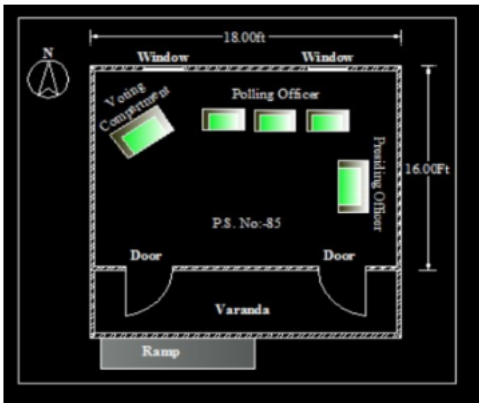 18.00ft
N
Window
Window
Voting
Compartment
Polling Officer
Presiding Officer
16.00Ft
P.S. No:-85
Door
Door
Varanda
Ramp